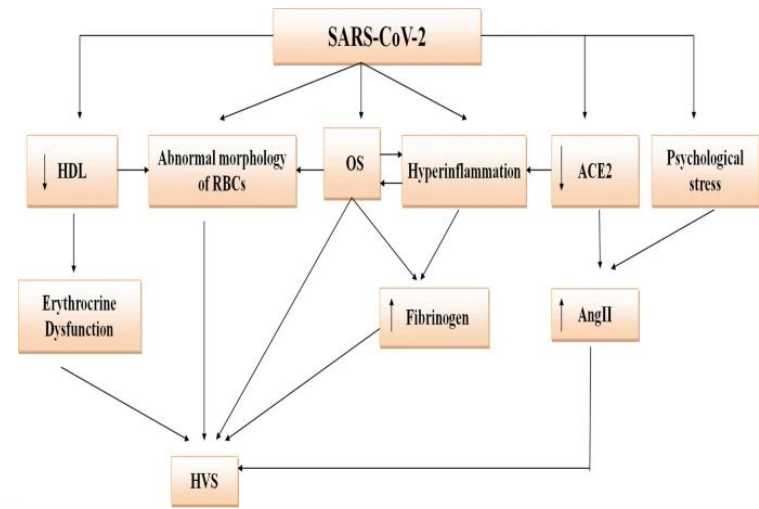 SARS-CoV-2
HDL
Abnormal morphology
of RBCs
OS
Hyperinflammation
ACE2
Psychological
stress
Erythrocrine
Dysfunction
Fibrinogen
AngII
HVS